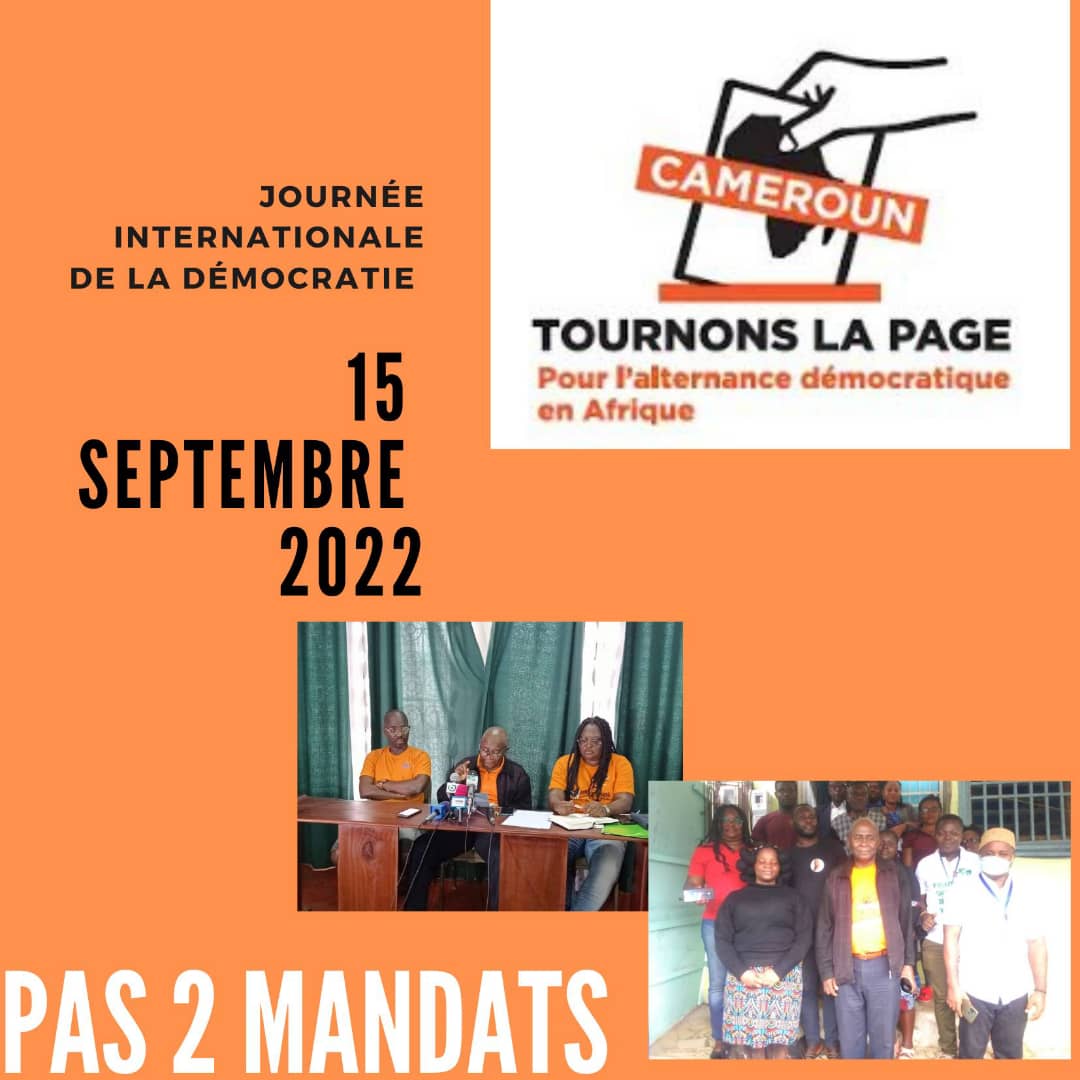 JOURNÉE
INTERNATIONALE
DE LA DÉMOCRATIE
15
SEPTEMBRE
2022
CAMEROUN
TOURNONS LA PAGE
Pour l'alternance démocratique
en Afrique
PAS 2 MANDATS